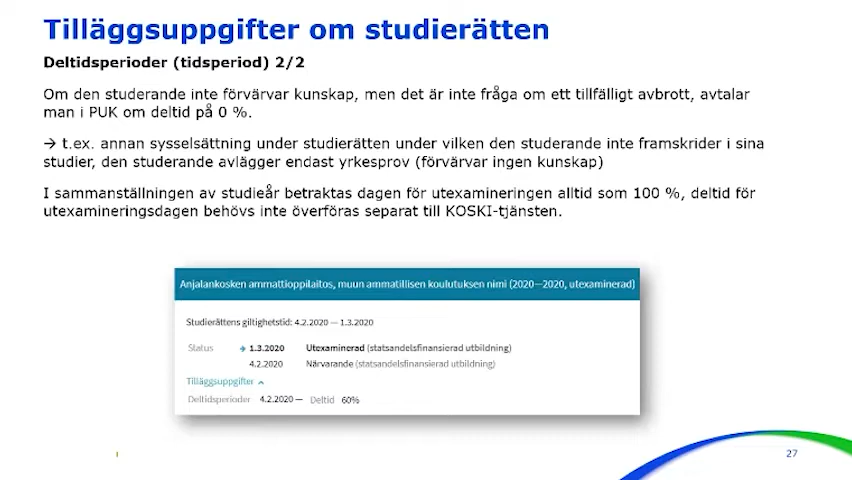 Tilläggsuppgifter om studierätten
Deltidsperioder (tidsperiod) 2/2
Om den studerande inte förvärvar kunskap, men det är inte fråga om ett tillfälligt avbrott, avtalar
man i PUK om deltid på 0 %.
→ t.ex. annan sysselsättning under studierätten under vilken den studerande inte framskrider i sina
studier, den studerande avlägger endast yrkesprov (förvärvar ingen kunskap)
I sammanställningen av studieår betraktas dagen för utexamineringen alltid som 100 %, deltid för
utexamineringsdagen behövs inte överföras separat till KOSKI-tjänsten.
Anjalankosken ammattioppilaitos, muun ammatillisen koulutuksen nimi (2020—2020, utexaminerad)
Studierättens giltighetstid: 4.2.2020 — 1.3.2020
Status → 1.3.2020 Utexaminerad (statsandelsfinansierad utbildning)
4.2.2020 Närvarande (statsandelsfinansierad utbildning)
Tilläggsuppgifter
Deltidsperioder 4.2.2020 — Deltid 60%
27